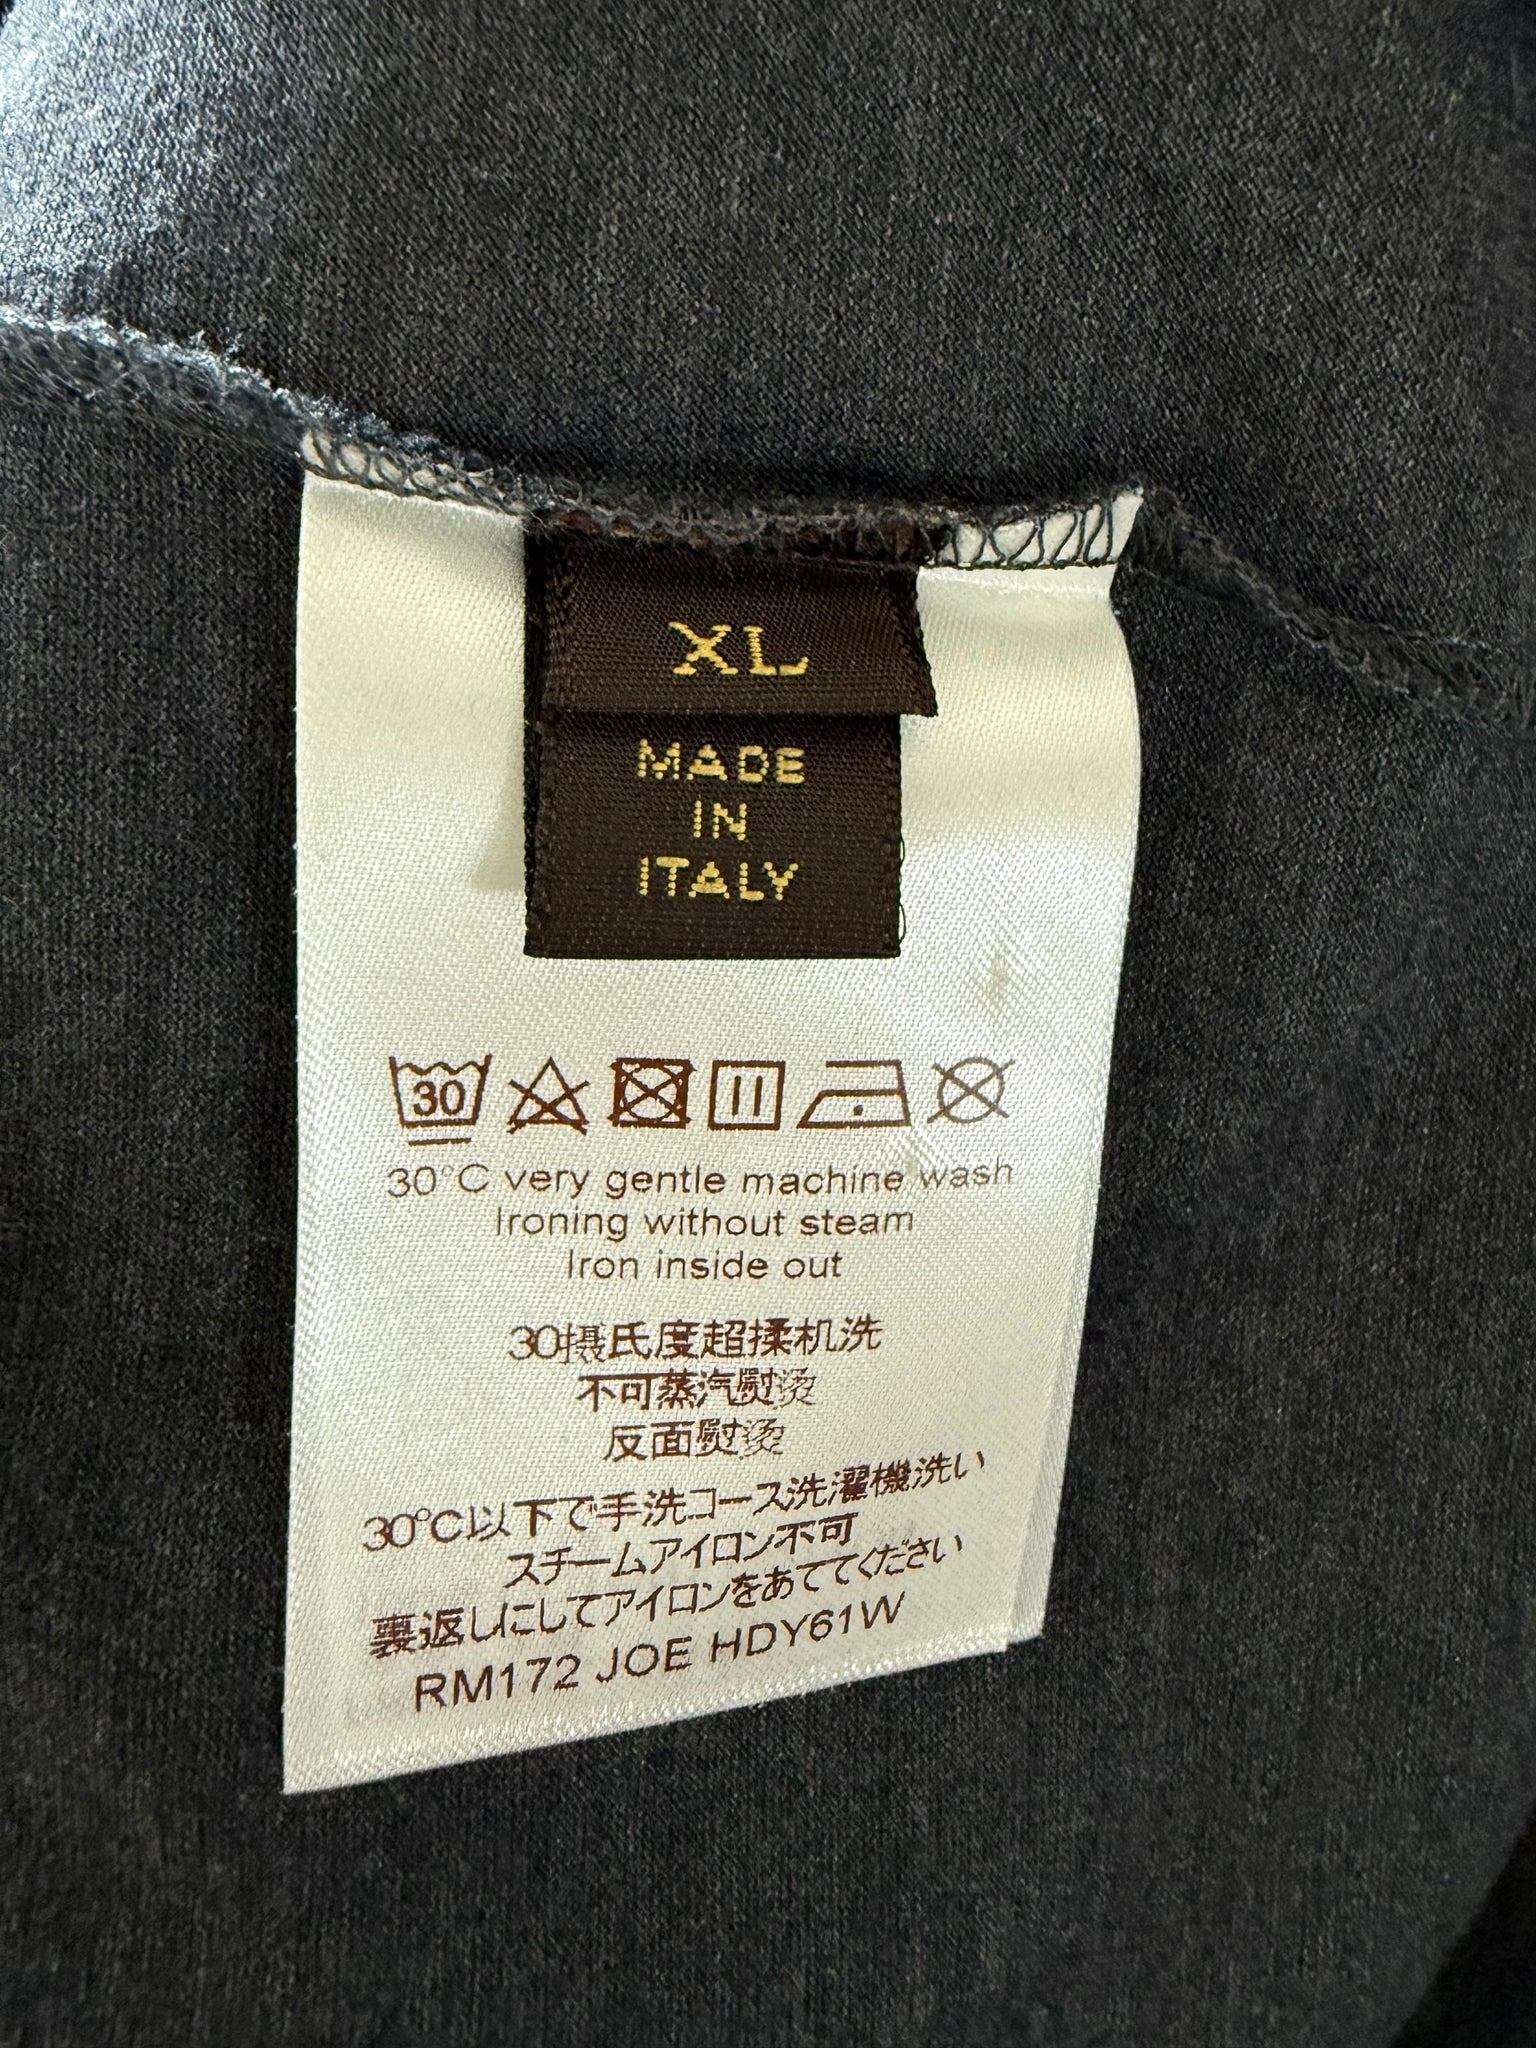 XL
MADE
IN
ITALY
30
30°C very gentle machine wash
Ironing without steam
Iron inside out
30摄氏度超揉机洗
不可蒸汽熨烫
反面熨烫
30°C以下で手洗コース洗濯機洗い
スチームアイロン不可
裏返しにしてアイロンをあててください
RM172 JOE HDY61W